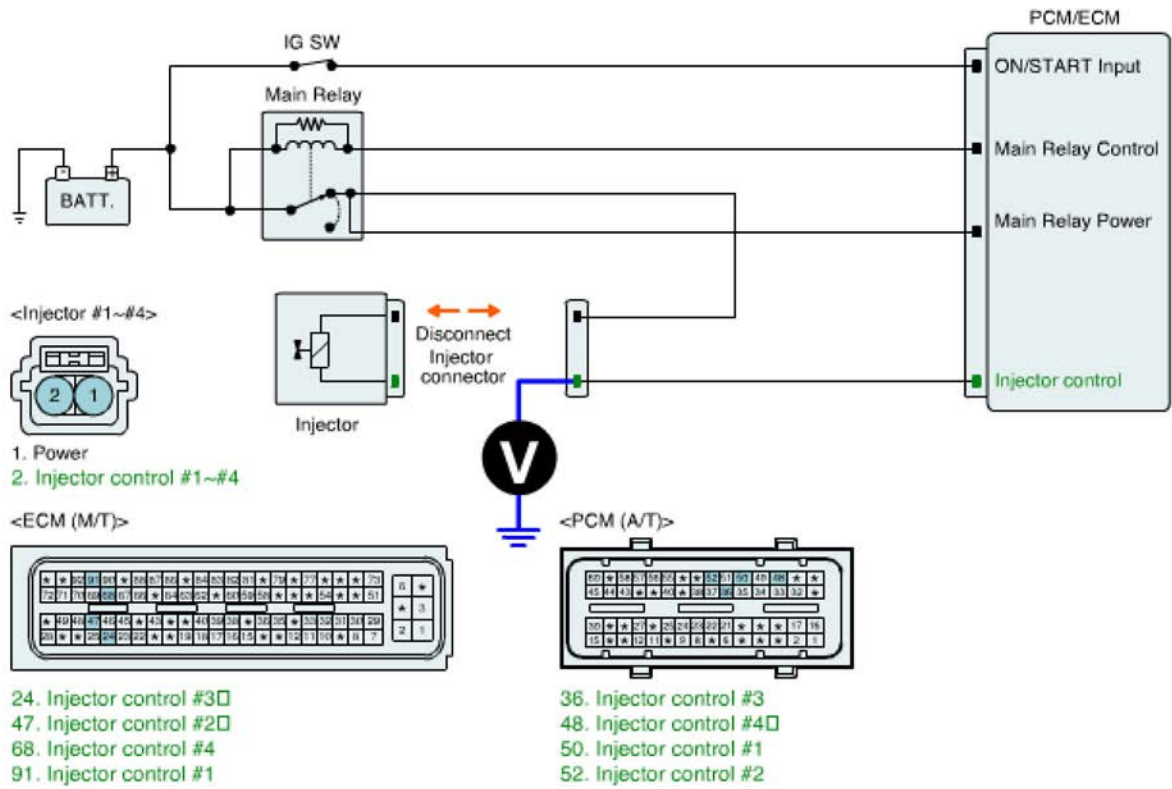 PCM/ECM
IG SW
ON/START Input
Main Relay
Main Relay Control
- +
BATT.
Main Relay Power
<Injector #1~#4>
Disconnect
Injector
connector
2 1
Injector control
Injector
1. Power
2. Injector control #1~#4
V
<ECM (M/T)>
<PCM (A/T)>
24. Injector control #3□
47. Injector control #2□
68. Injector control #4
91. Injector control #1
36. Injector control #3
48. Injector control #4□
50. Injector control #1
52. Injector control #2